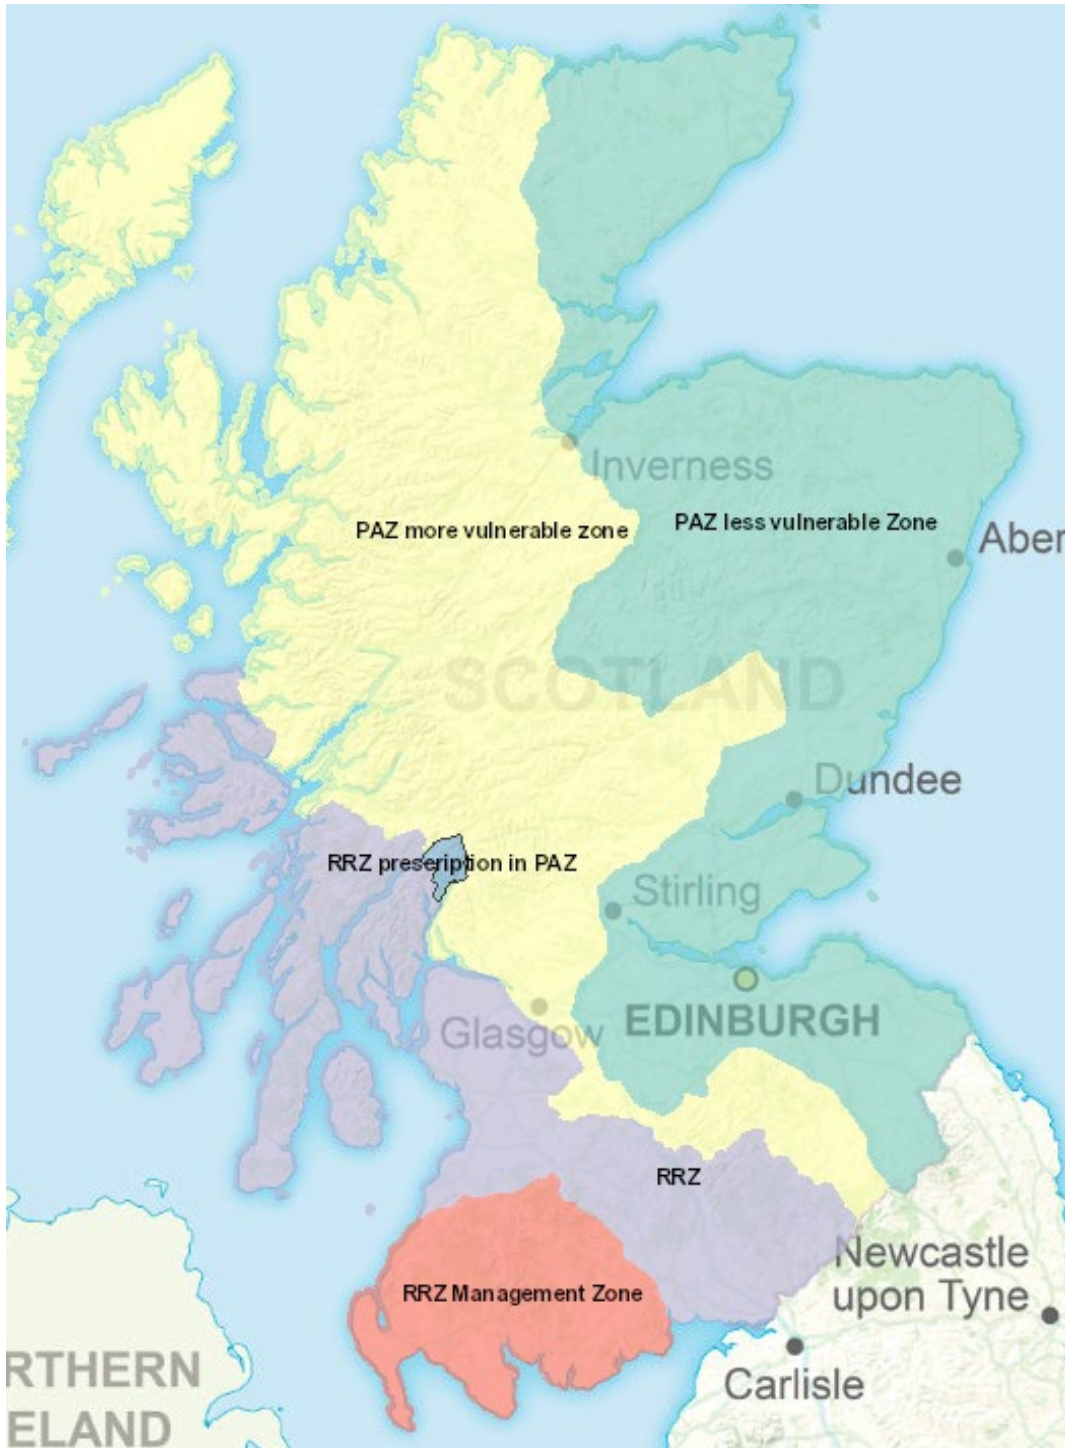 Inverness
PAZ more vulnerable zone
PAZ less vulnerable Zone
Aber
SCOTLAND
Dundee
RRZ prescription in PAZ
Stirling
Glasgow
EDINBURGH
RRZ
Newcastle
upon Tyne
RRZ Management Zone
Carlisle
RTHERN
ELAND